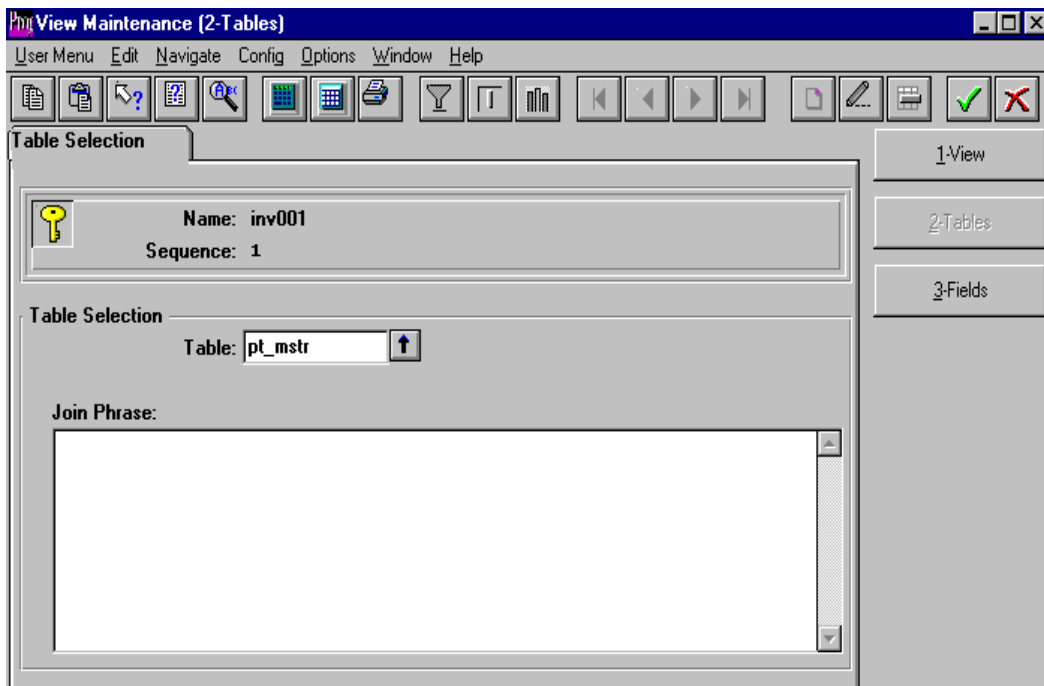 View Maintenance (2-Tables)
User Menu Edit Navigate Config Options Window Help
Table Selection
1-View
Name: inv001
2-Tables
Sequence: 1
3-Fields
Table Selection
Table: pt_mstr
Join Phrase: